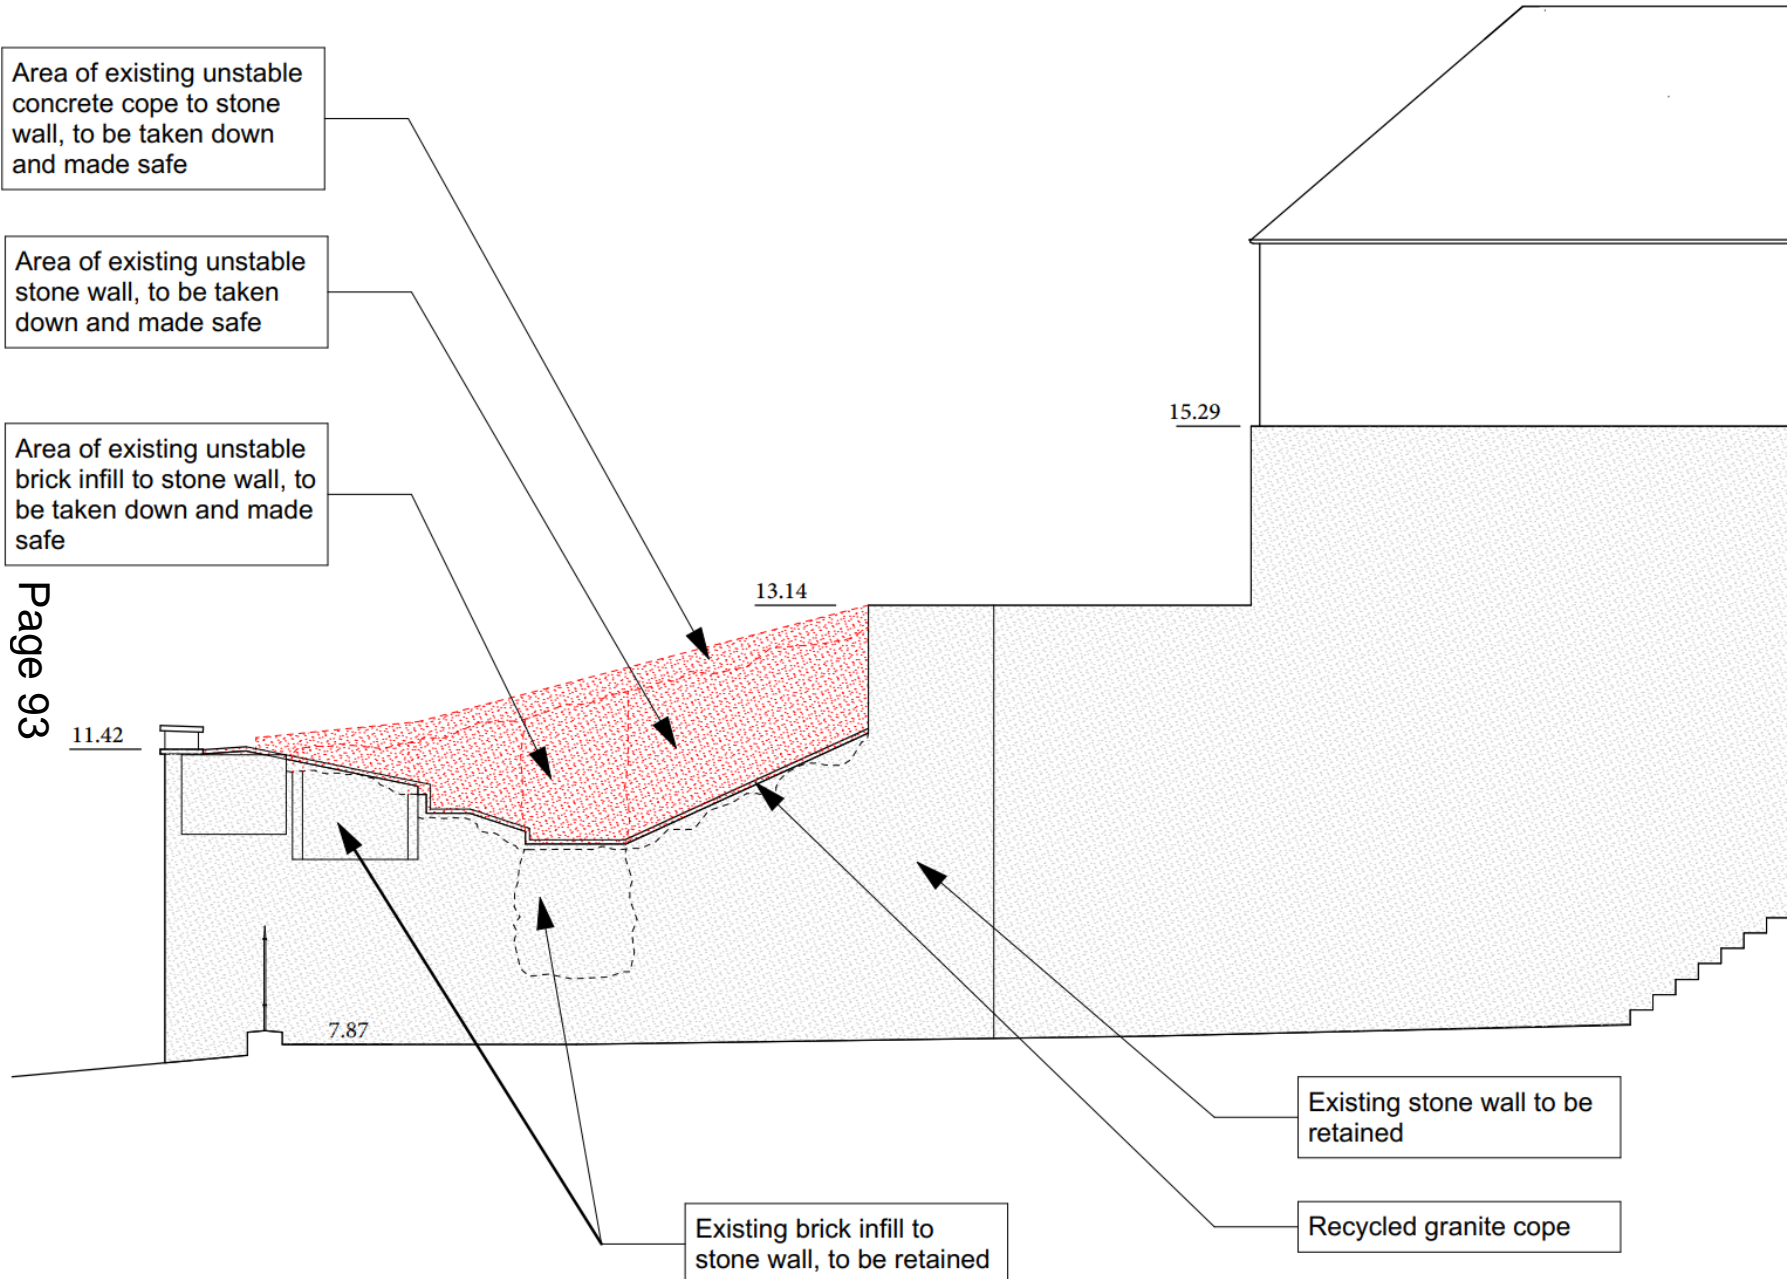 Area of existing unstable
concrete cope to stone
wall, to be taken down
and made safe
Area of existing unstable
stone wall, to be taken
down and made safe
Area of existing unstable
brick infill to stone wall, to
be taken down and made
safe
Page 93
15.29
13.14
11.42
7.87
Existing stone wall to be
retained
Recycled granite cope
Existing brick infill to
stone wall, to be retained